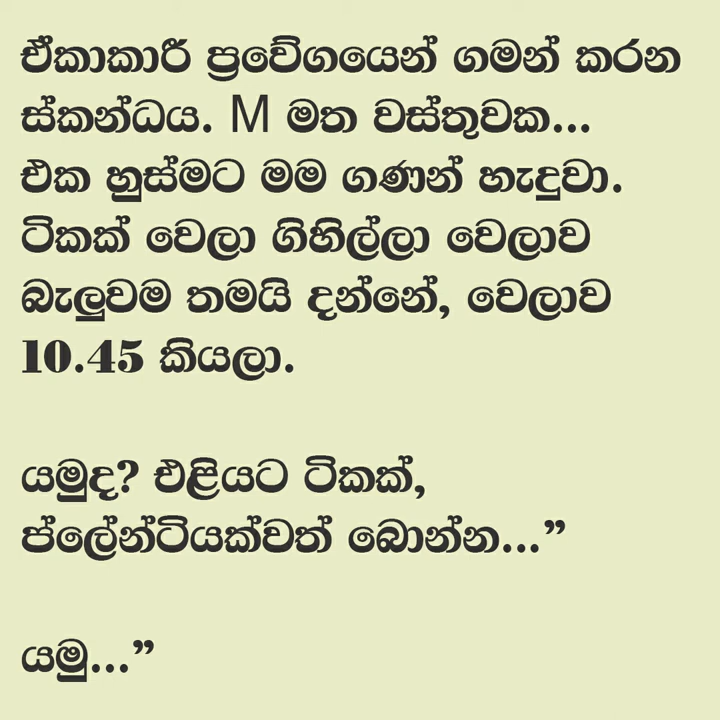 ඒකාකාරී ප්‍රවේගයෙන් ගමන් කරන
ස්කන්ධය. M මත වස්තුවක...
එක හුස්මට මම ගණන් හැදුවා.
ටිකක් වෙලා ගිහිල්ලා වෙලාව
බැලුවම තමයි දන්නේ, වෙලාව
10.45 කියලා.
යමුද? එළියට ටිකක්,
ප්ලේන්ටියක්වත් බොන්න...”
යමු...”